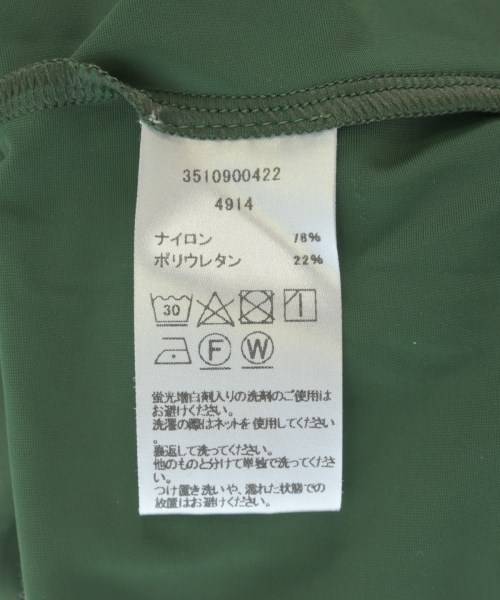 3510900422
4914
ナイロン 78%
ポリウレタン 22%
30
F W
蛍光増白剤入りの洗剤のご使用は
お避けください。
洗濯の際はネットを使用してください
。
裏返して洗ってください。
他のものと分けて単独で洗ってくださ
い。
つけ置き洗いや、濡れた状態での
放置はお避けください。